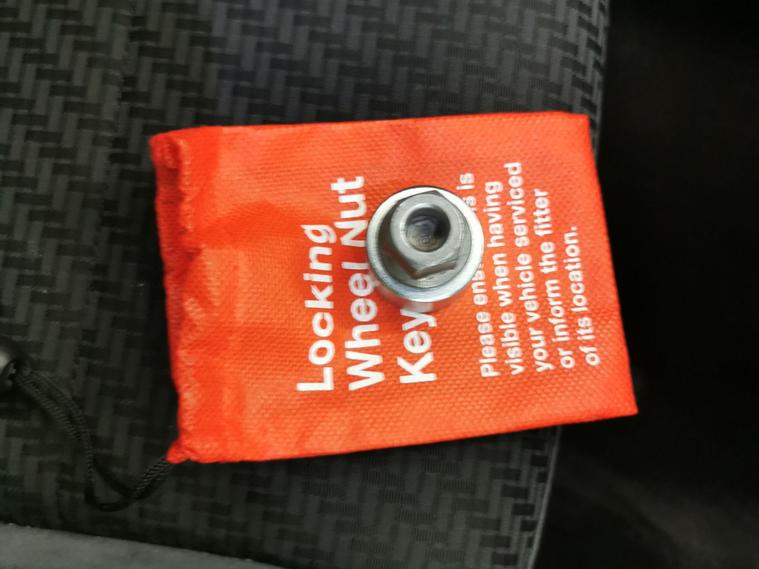 Locking
Wheel Nut
Key
Please ens is
visible when having
your vehicle serviced
or inform the fitter
of its location.